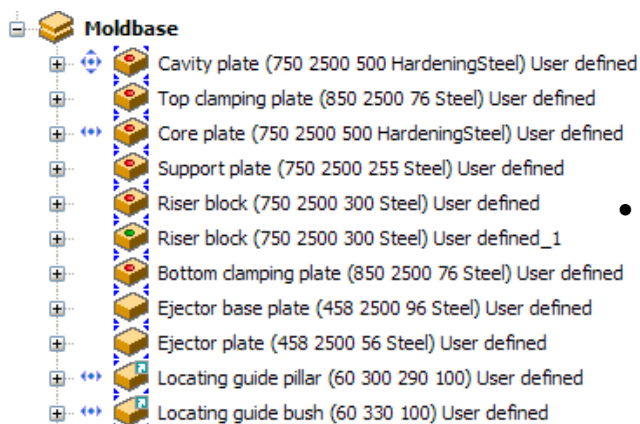 Moldbase
Cavity plate (750 2500 500 HardeningSteel) User defined
Top clamping plate (850 2500 76 Steel) User defined
Core plate (750 2500 500 HardeningSteel) User defined
Support plate (750 2500 255 Steel) User defined
Riser block (750 2500 300 Steel) User defined
Riser block (750 2500 300 Steel) User defined_1
Bottom clamping plate (850 2500 76 Steel) User defined
Ejector base plate (458 2500 96 Steel) User defined
Ejector plate (458 2500 56 Steel) User defined
Locating guide pillar (60 300 290 100) User defined
Locating guide bush (60 330 100) User defined